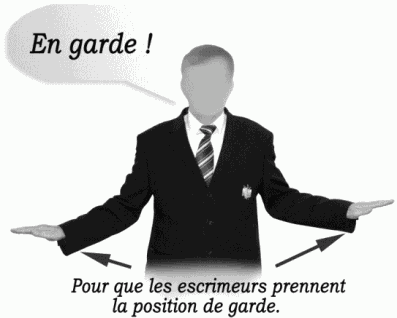 En garde !
Pour que les escrimeurs prennent
la position de garde.